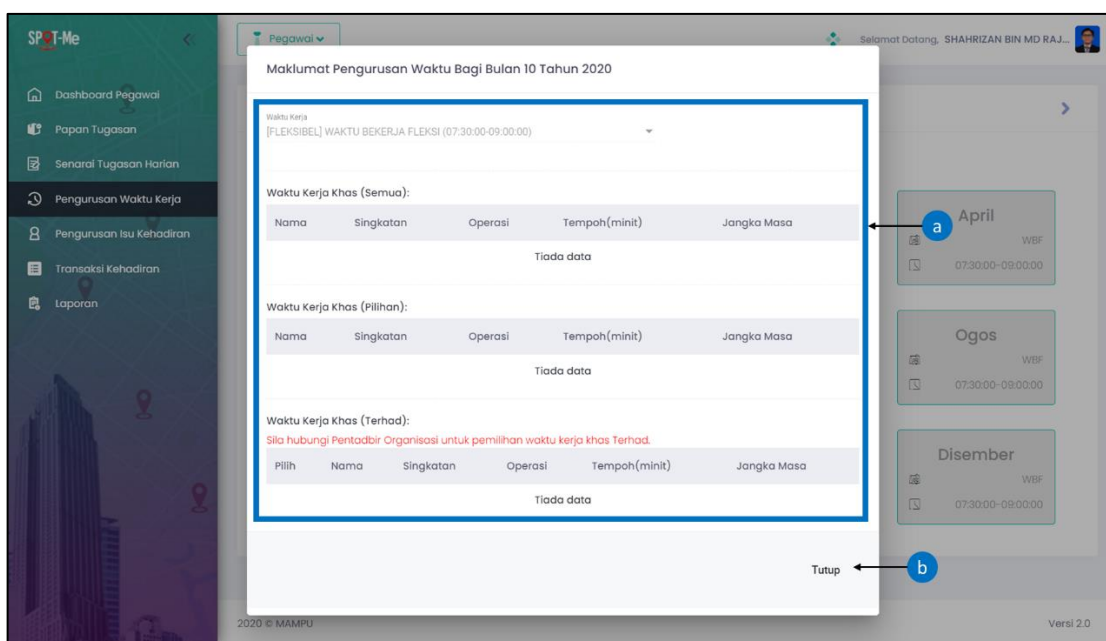 SPOT-Me
Pegawai
Selamat Datang, SHAHRIZAN BIN MD RAJ...
Dashboard Pegawai
Papan Tugasan
Senarai Tugasan Harian
Pengurusan Waktu Kerja
Pengurusan Isu Kehadiran
Transaksi Kehadiran
Laporan
Maklumat Pengurusan Waktu Bagi Bulan 10 Tahun 2020
Waktu Kerja
[FLEKSIBEL] WAKTU BEKERJA FLEKSI (07:30:00-09:00:00)
Waktu Kerja Khas (Semua):
Nama Singkatan Operasi Tempoh(minit) Jangka Masa
Tiada data
Waktu Kerja Khas (Pilihan):
Nama Singkatan Operasi Tempoh(minit) Jangka Masa
Tiada data
Waktu Kerja Khas (Terhad):
Sila hubungi Pentadbir Organisasi untuk pemilihan waktu kerja khas Terhad.
Pilih Nama Singkatan Operasi Tempoh(minit) Jangka Masa
Tiada data
Tutup
a
b
April
WBF
07:30:00-09:00:00
Ogos
WBF
07:30:00-09:00:00
Disember
WBF
07:30:00-09:00:00
2020 © MAMPU
Versi 2.0